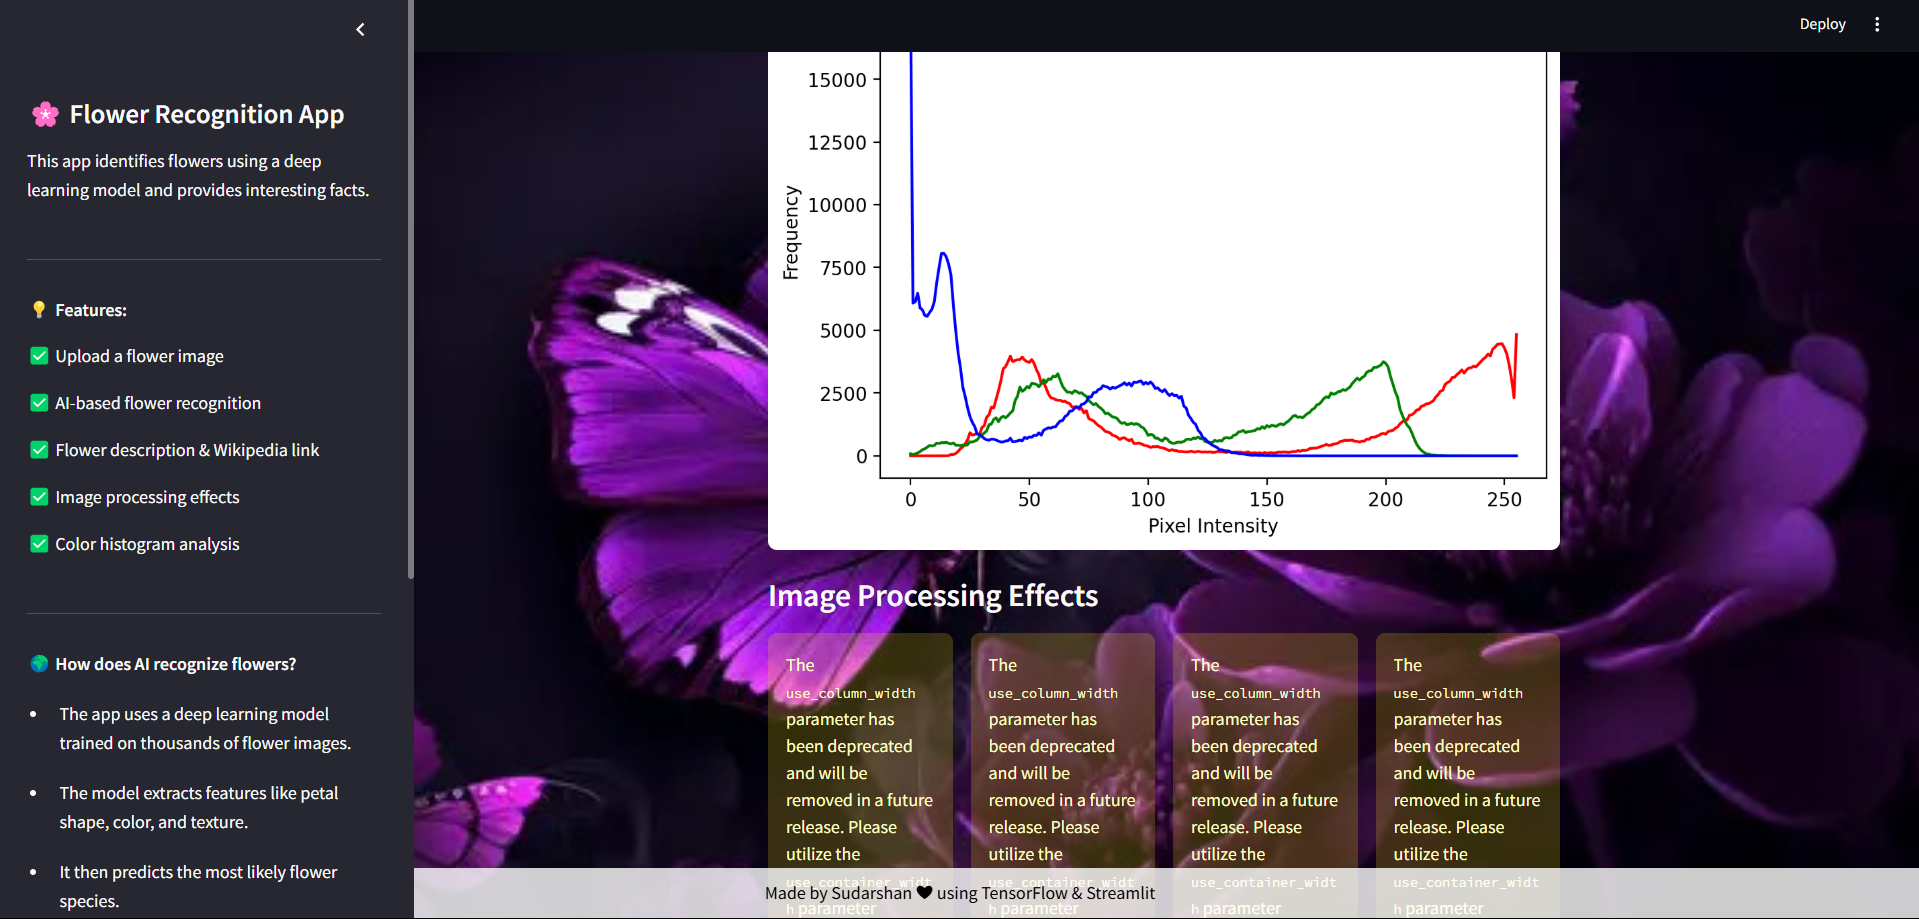 Deploy
Flower Recognition App
This app identifies flowers using a deep
learning model and provides interesting facts.
Features:
Upload a flower image
AI-based flower recognition
Flower description & Wikipedia link
Image processing effects
Color histogram analysis
How does AI recognize flowers?
The app uses a deep learning model
trained on thousands of flower images.
The model extracts features like petal
shape, color, and texture.
It then predicts the most likely flower
species.
15000
12500
10000
7500
5000
2500
0
Frequency
0 50 100 150 200 250
Pixel Intensity
Image Processing Effects
The
use_column_width
parameter has
been deprecated
and will be
removed in a future
release. Please
utilize the
use_container_widt
h parameter
The
use_column_width
parameter has
been deprecated
and will be
removed in a future
release. Please
utilize the
use_container_widt
h parameter
The
use_column_width
parameter has
been deprecated
and will be
removed in a future
release. Please
utilize the
use_container_widt
h parameter
The
use_column_width
parameter has
been deprecated
and will be
removed in a future
release. Please
utilize the
use_container_widt
h parameter
Made by Sudarshan 🖤 using TensorFlow & Streamlit